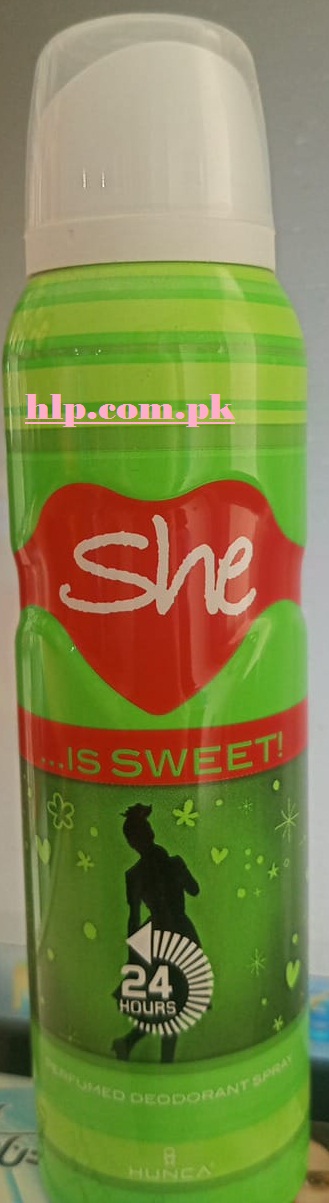 hlp.com.pk
She
...IS SWEET!
24
HOURS
PERFUMED DEODORANT SPRAY
HUNCA